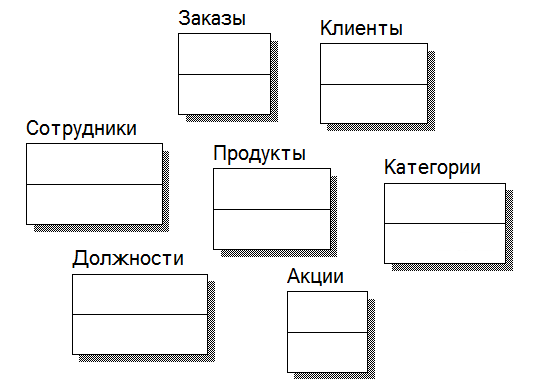 Заказы
Клиенты
Сотрудники
Продукты
Категории
Должности
Акции